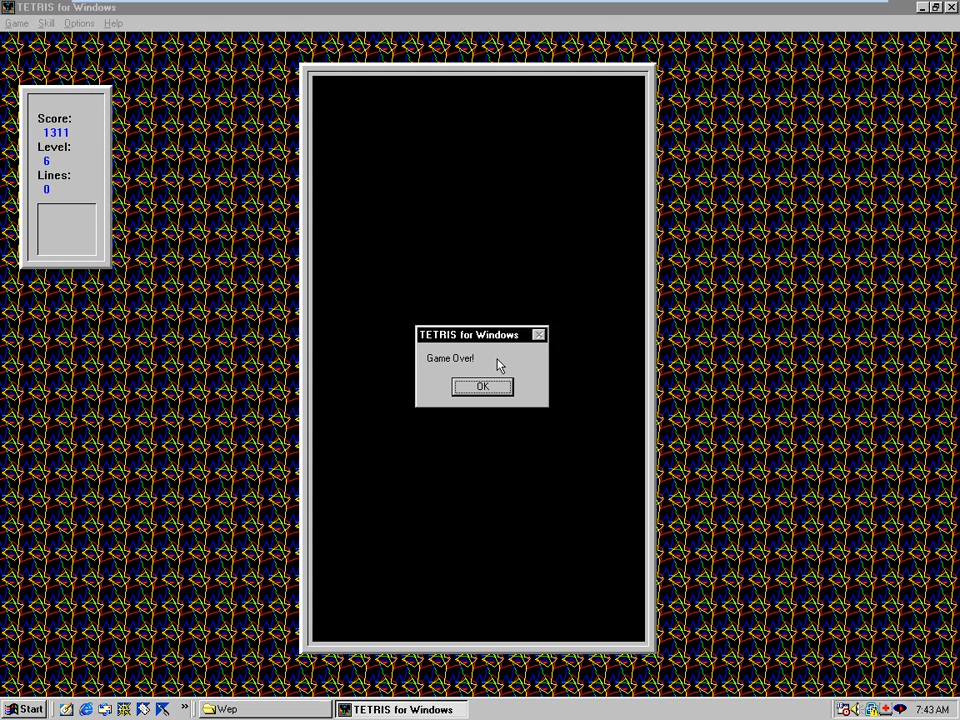 TETRIS for Windows
Game Skill Options Help
Score:
1311
Level:
6
Lines:
0
TETRIS for Windows
Game Over!
OK
Start
Wep
TETRIS for Windows
7:43 AM